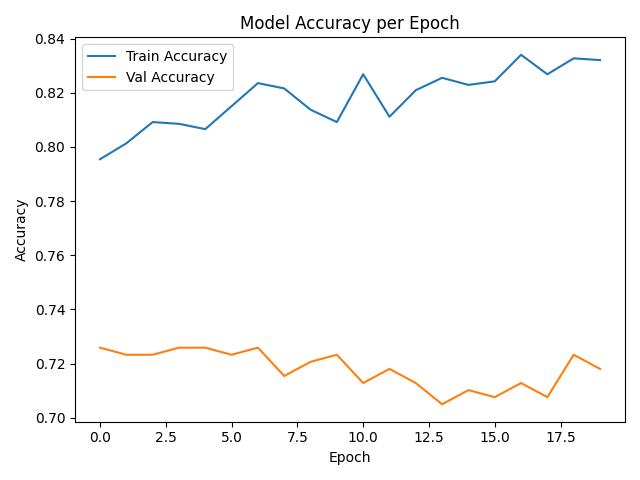 Model Accuracy per Epoch
Train Accuracy
Val Accuracy
0.84
0.82
0.80
0.78
0.76
0.74
0.72
0.70
Accuracy
0.0 2.5 5.0 7.5 10.0 12.5 15.0 17.5
Epoch